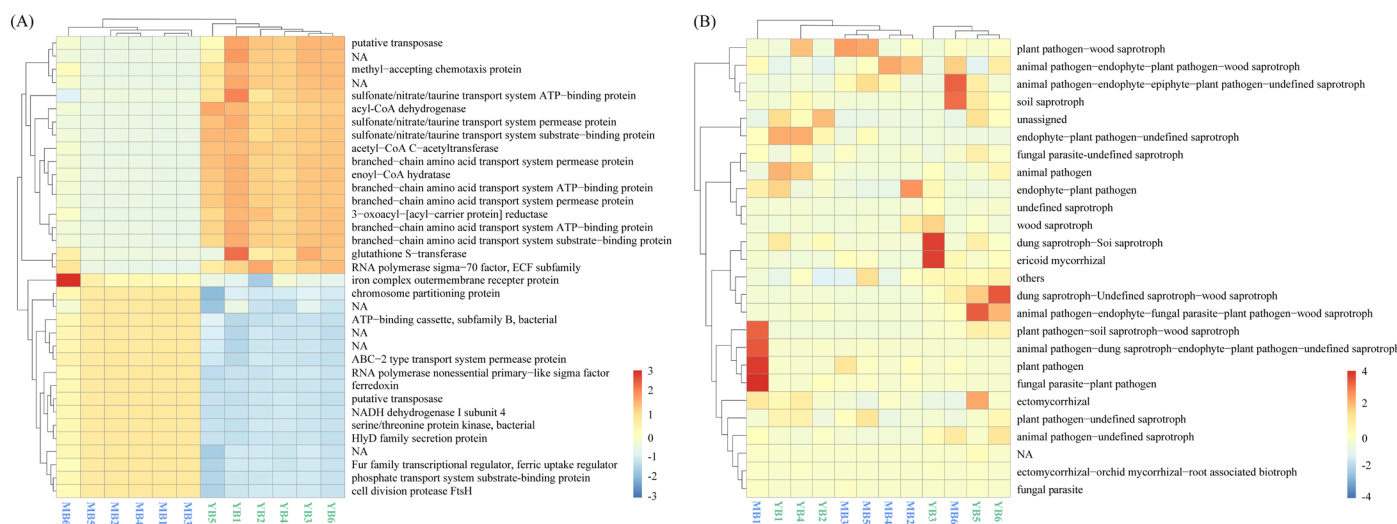 (A)
putative transposase
NA
methyl−accepting chemotaxis protein
NA
sulfonate/nitrate/taurine transport system ATP−binding protein
acyl−CoA dehydrogenase
sulfonate/nitrate/taurine transport system permease protein
sulfonate/nitrate/taurine transport system substrate−binding protein
acetyl−CoA C−acetyltransferase
branched−chain amino acid transport system permease protein
enoyl−CoA hydratase
branched−chain amino acid transport system ATP−binding protein
branched−chain amino acid transport system permease protein
3−oxoacyl−[acyl−carrier protein] reductase
branched−chain amino acid transport system ATP−binding protein
branched−chain amino acid transport system substrate−binding protein
glutathione S−transferase
RNA polymerase sigma−70 factor, ECF subfamily
iron complex outermembrane recepter protein
chromosome partitioning protein
NA
ATP−binding cassette, subfamily B, bacterial
NA
NA
ABC−2 type transport system permease protein
RNA polymerase nonessential primary−like sigma factor
ferredoxin
putative transposase
NADH dehydrogenase I subunit 4
serine/threonine protein kinase, bacterial
HlyD family secretion protein
NA
Fur family transcriptional regulator, ferric uptake regulator
phosphate transport system substrate−binding protein
cell division protease FtsH
3
2
1
0
-1
-2
-3
MB6 MB5 MB2 MB4 MB1 MB3 YB5 YB1 YB2 YB4 YB3 YB6
(B)
plant pathogen−wood saprotroph
animal pathogen−endophyte−plant pathogen−wood saprotroph
animal pathogen−endophyte−epiphyte−plant pathogen−undefined saprotroph
soil saprotroph
unassigned
endophyte−plant pathogen−undefined saprotroph
fungal parasite-undefined saprotroph
animal pathogen
endophyte−plant pathogen
undefined saprotroph
wood saprotroph
dung saprotroph−Soi saprotroph
ericoid mycorrhizal
others
dung saprotroph−Undefined saprotroph−wood saprotroph
animal pathogen−endophyte−fungal parasite−plant pathogen−wood saprotroph
plant pathogen−soil saprotroph−wood saprotroph
animal pathogen−dung saprotroph−endophyte−plant pathogen−undefined saprotroph
plant pathogen
fungal parasite−plant pathogen
ectomycorrhizal
plant pathogen−undefined saprotroph
animal pathogen−undefined saprotroph
NA
ectomycorrhizal−orchid mycorrhizal−root associated biotroph
fungal parasite
4
2
0
-2
-4
MB1 YB1 YB4 YB2 MB3 MB5 MB4 MB2 YB3 MB6 YB5 YB6